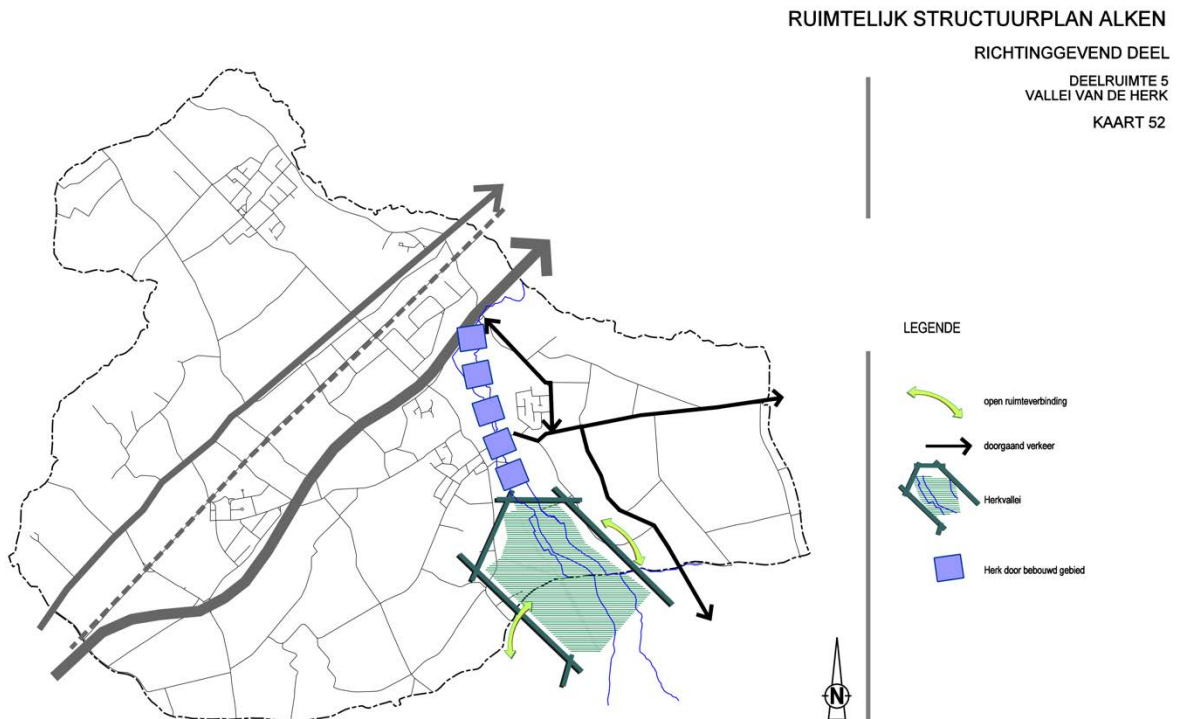 RUIMTELIJK STRUCTUURPLAN ALKEN
RICHTINGGEVEND DEEL
DEELRUIMTE 5
VALLEI VAN DE HERK
KAART 52
LEGENDE
open ruimteverbinding
doorgaand verkeer
Herkvallei
Herk door bebouwd gebied
N